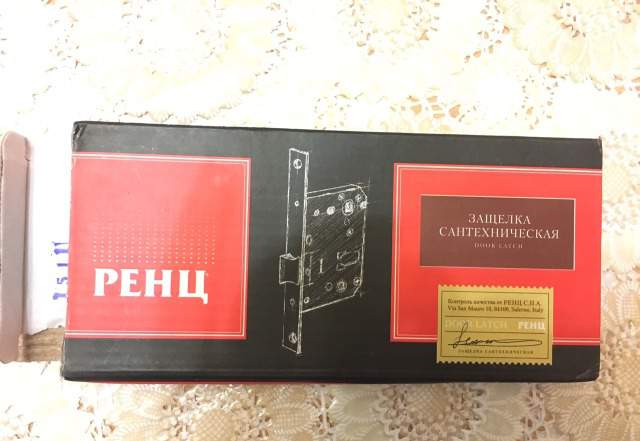 РЕНЦ
ЗАЩЕЛКА
САНТЕХНИЧЕСКАЯ
DOOR LATCH
Контроль качества от РЕНЦ С.Н.А.
Via San Mauro 10, 84100, Salerno, Italy
DOOR LATCH РЕНЦ
ЗАЩЕЛКА САНТЕХНИЧЕСКАЯ